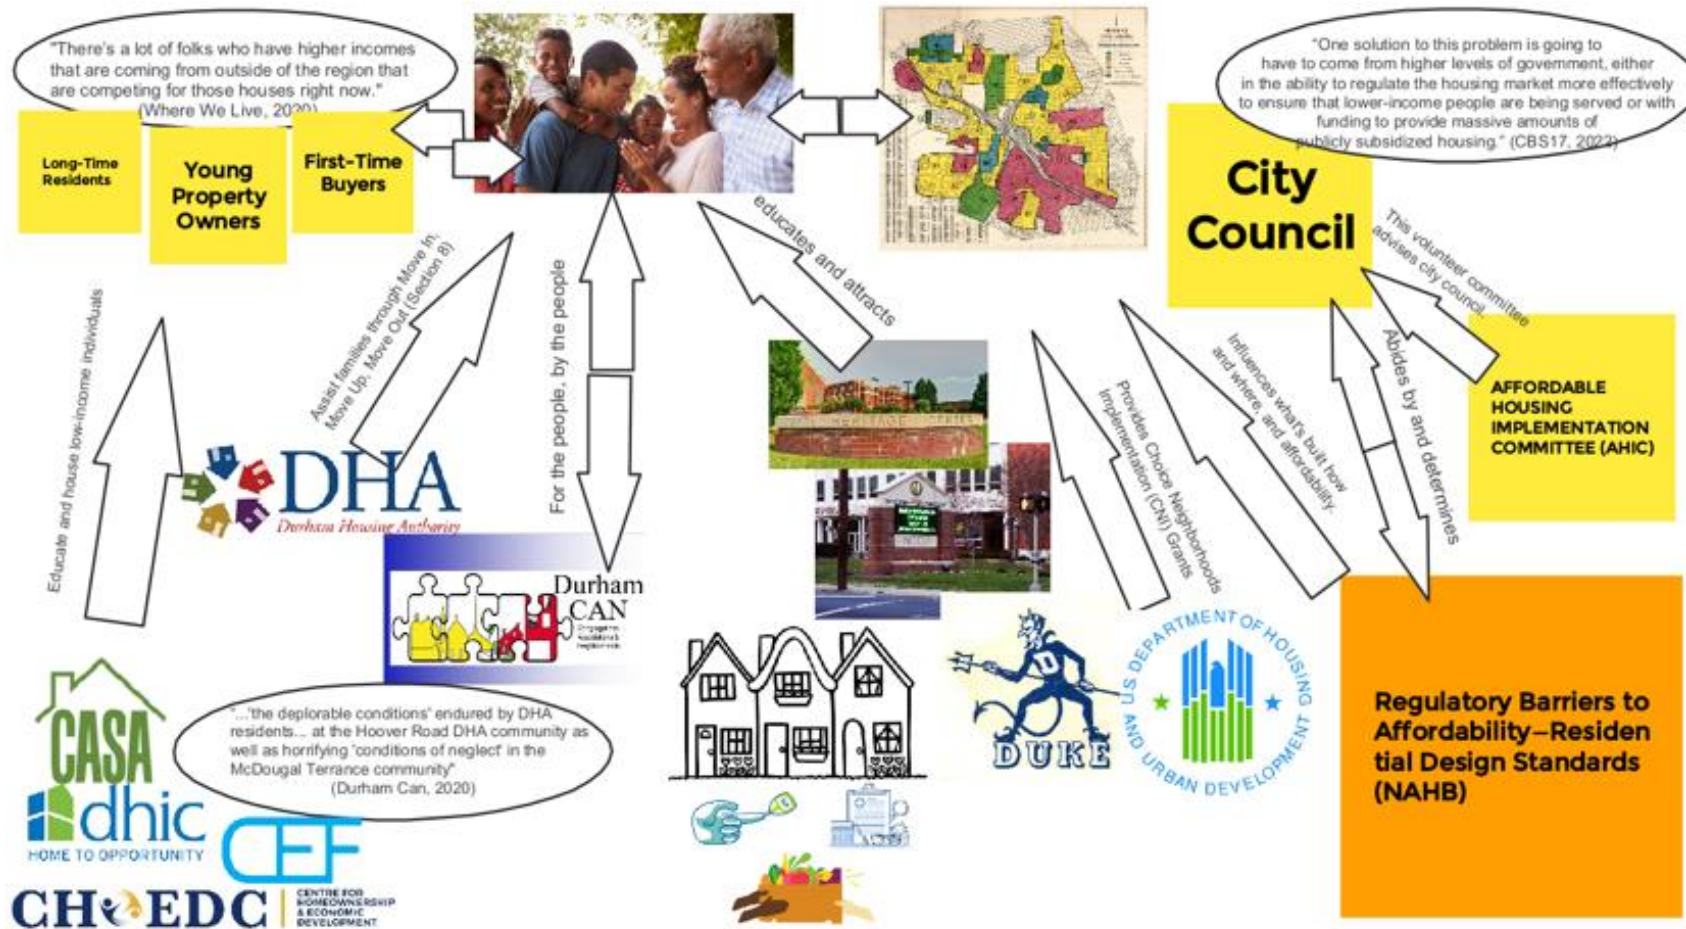 "There's a lot of folks who have higher incomes
that are coming from outside of the region that
are competing for those houses right now."
(Where We Live, 2020)
Long-Time
Residents
Young
Property
Owners
First-Time
Buyers
"One solution to this problem is going to
have to come from higher levels of government, either
in the ability to regulate the housing market more effectively
to ensure that lower-income people are being served or with
funding to provide massive amounts of
publicly subsidized housing." (CBS17, 2022)
City
Council
This volunteer committee
advises city council.
AFFORDABLE
HOUSING
IMPLEMENTATION
COMMITTEE (AHIC)
Abides by and determines
Influences what's built how
and where, and affordability.
Provides Choice Neighborhoods
Implementation (CNI) Grants
educates and attracts
For the people, by the people
Assist families through Move In,
Move Up, Move Out (Section 8)
Educate and house low-income individuals
DHA
Durham Housing Authority
Durham
CAN
"...'the deplorable conditions' endured by DHA
residents... at the Hoover Road DHA community as
well as horrifying 'conditions of neglect' in the
McDougal Terrance community"
(Durham Can, 2020)
CASA
dhic
HOME TO OPPORTUNITY
CEF
CHOEDC
CENTRE FOR
HOMEOWNERSHIP
& ECONOMIC
DEVELOPMENT
D
DUKE
US DEPARTMENT OF HOUSING
AND URBAN DEVELOPMENT
Regulatory Barriers to
Affordability—Residen
tial Design Standards
(NAHB)